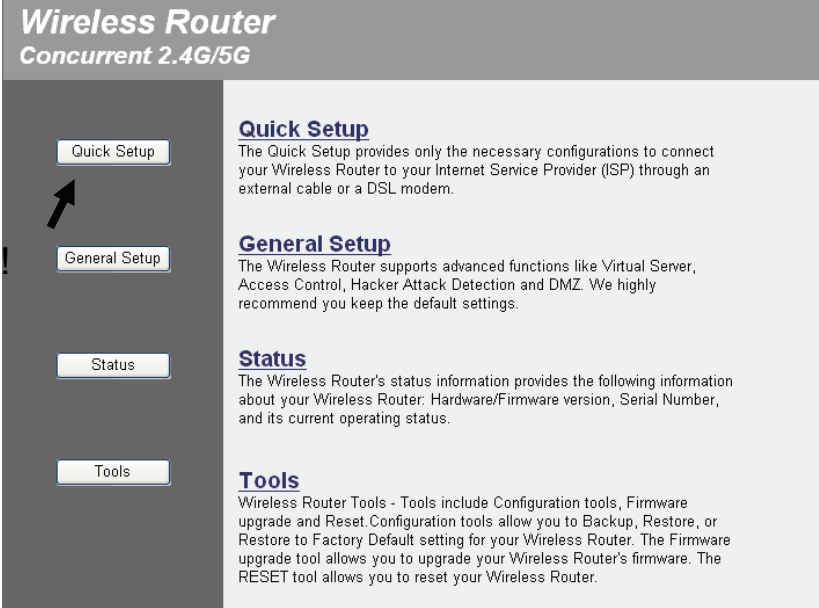 Wireless Router
Concurrent 2.4G/5G
Quick Setup
Quick Setup
The Quick Setup provides only the necessary configurations to connect
your Wireless Router to your Internet Service Provider (ISP) through an
external cable or a DSL modem.
!
General Setup
General Setup
The Wireless Router supports advanced functions like Virtual Server,
Access Control, Hacker Attack Detection and DMZ. We highly
recommend you keep the default settings.
Status
Status
The Wireless Router's status information provides the following information
about your Wireless Router: Hardware/Firmware version, Serial Number,
and its current operating status.
Tools
Tools
Wireless Router Tools - Tools include Configuration tools, Firmware
upgrade and Reset.Configuration tools allow you to Backup, Restore, or
Restore to Factory Default setting for your Wireless Router. The Firmware
upgrade tool allows you to upgrade your Wireless Router's firmware. The
RESET tool allows you to reset your Wireless Router.